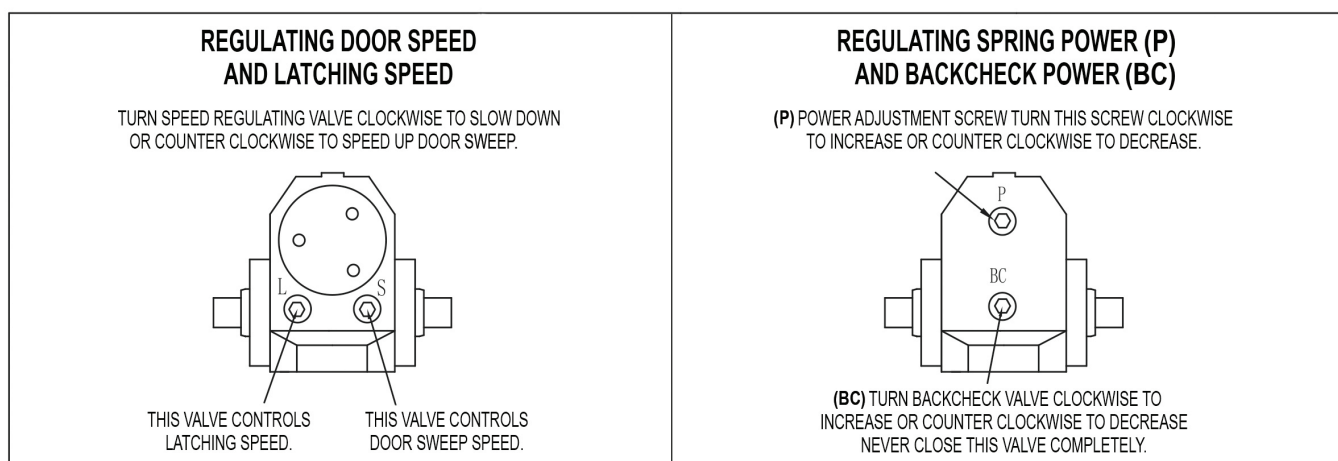 REGULATING DOOR SPEED
AND LATCHING SPEED
TURN SPEED REGULATING VALVE CLOCKWISE TO SLOW DOWN
OR COUNTER CLOCKWISE TO SPEED UP DOOR SWEEP.
L
S
THIS VALVE CONTROLS
LATCHING SPEED.
THIS VALVE CONTROLS
DOOR SWEEP SPEED.
REGULATING SPRING POWER (P)
AND BACKCHECK POWER (BC)
(P) POWER ADJUSTMENT SCREW TURN THIS SCREW CLOCKWISE
TO INCREASE OR COUNTER CLOCKWISE TO DECREASE.
P
BC
(BC) TURN BACKCHECK VALVE CLOCKWISE TO
INCREASE OR COUNTER CLOCKWISE TO DECREASE
NEVER CLOSE THIS VALVE COMPLETELY.